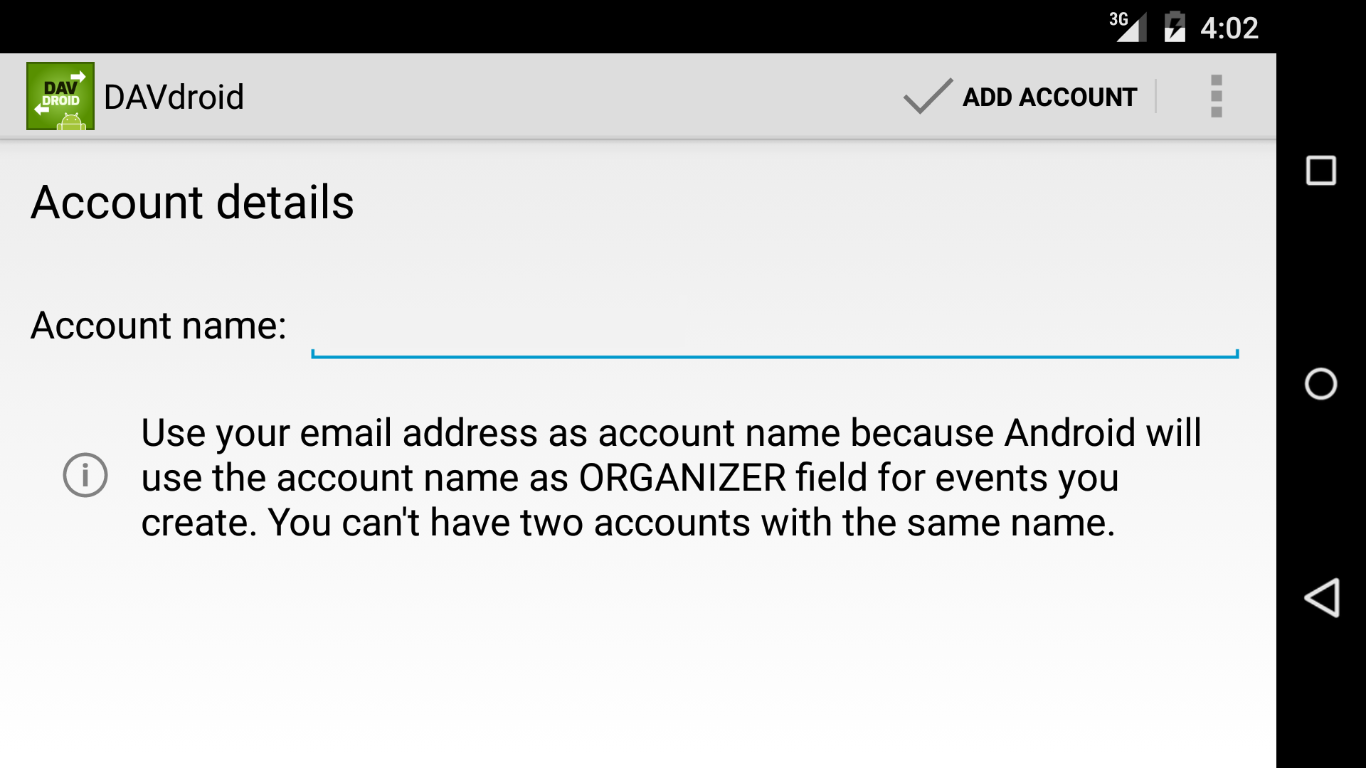 3G 4:02
DAV
DROID
DAVdroid ADD ACCOUNT
Account details
Account name:
Use your email address as account name because Android will
use the account name as ORGANIZER field for events you
create. You can't have two accounts with the same name.